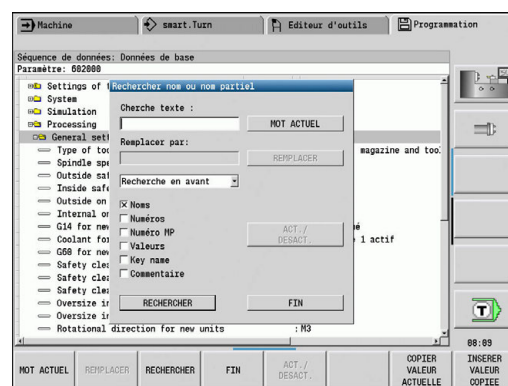 Machine
smart.Turn
Editeur d'outils
Programmation
Séquence de données: Données de base
Paramètre: 602000
Settings of
System
Simulation
Processing
General sett
Type of too
magazine and too
Spindle spe
Outside saf
Inside safe
Outside on
Internal on
G14 for new
é
Coolant for
1 actif
G60 for new
Safety clea
Safety clea
Safety clea
Oversize in
Oversize in
Rotational direction for new units : M3
Rechercher nom ou nom partiel
Cherche texte :
MOT ACTUEL
Remplacer par:
REMPLACER
Recherche en avant
Noms
Numéros
Numéro MP
Valeurs
Key name
Commentaire
ACT./
DESACT.
RECHERCHER
FIN
T
08:09
MOT ACTUEL
REMPLACER
RECHERCHER
FIN
ACT./
DESACT.
COPIER
VALEUR
ACTUELLE
INSERER
VALEUR
COPIEE